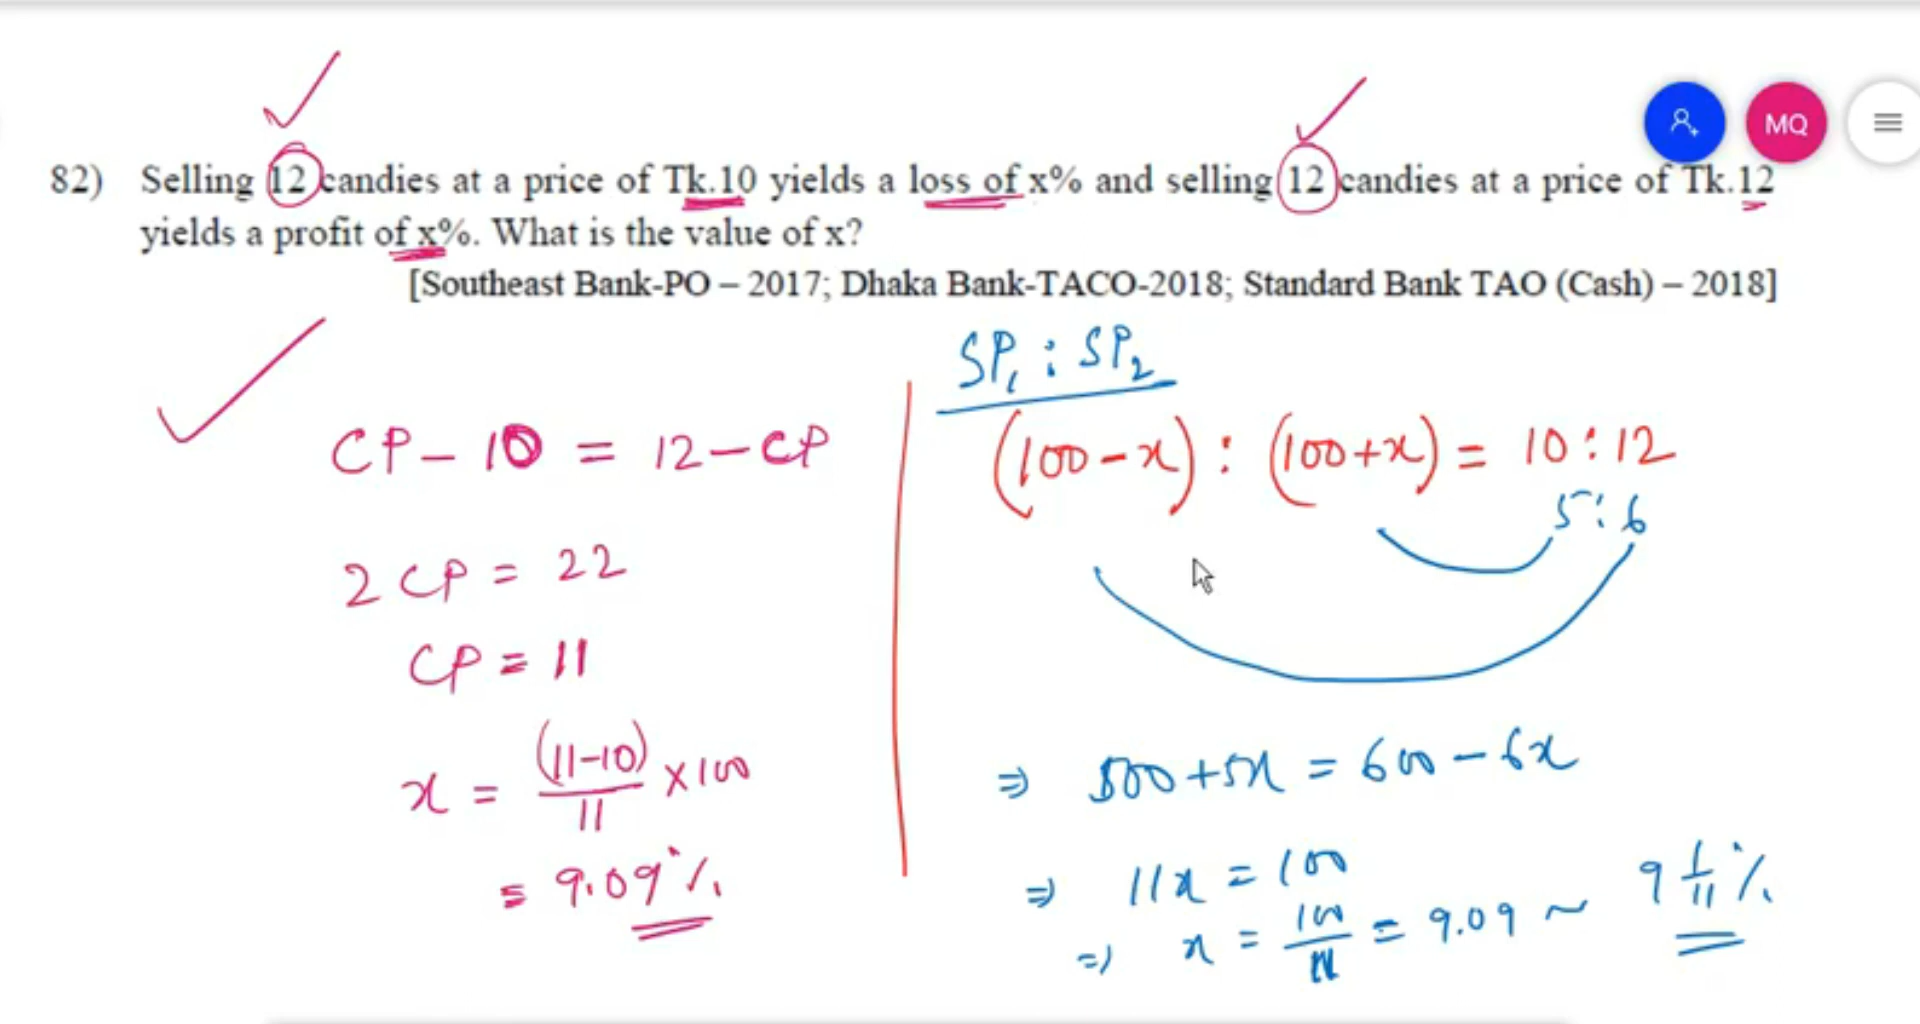 MQ
82) Selling 12 candies at a price of Tk.10 yields a loss of x% and selling 12 candies at a price of Tk.12
yields a profit of x%. What is the value of x?
[Southeast Bank-PO – 2017; Dhaka Bank-TACO-2018; Standard Bank TAO (Cash) – 2018]
CP - 10 = 12 - CP
2 CP = 22
CP = 11
x = (11-10)/11 × 100
= 9.09%
SP₁ : SP₂
(100-x) : (100+x) = 10 : 12
5 : 6
⇒ 500 + 5x = 600 - 6x
⇒ 11x = 100
⇒ x = 100/11 = 9.09 ~ 9 1/11 %